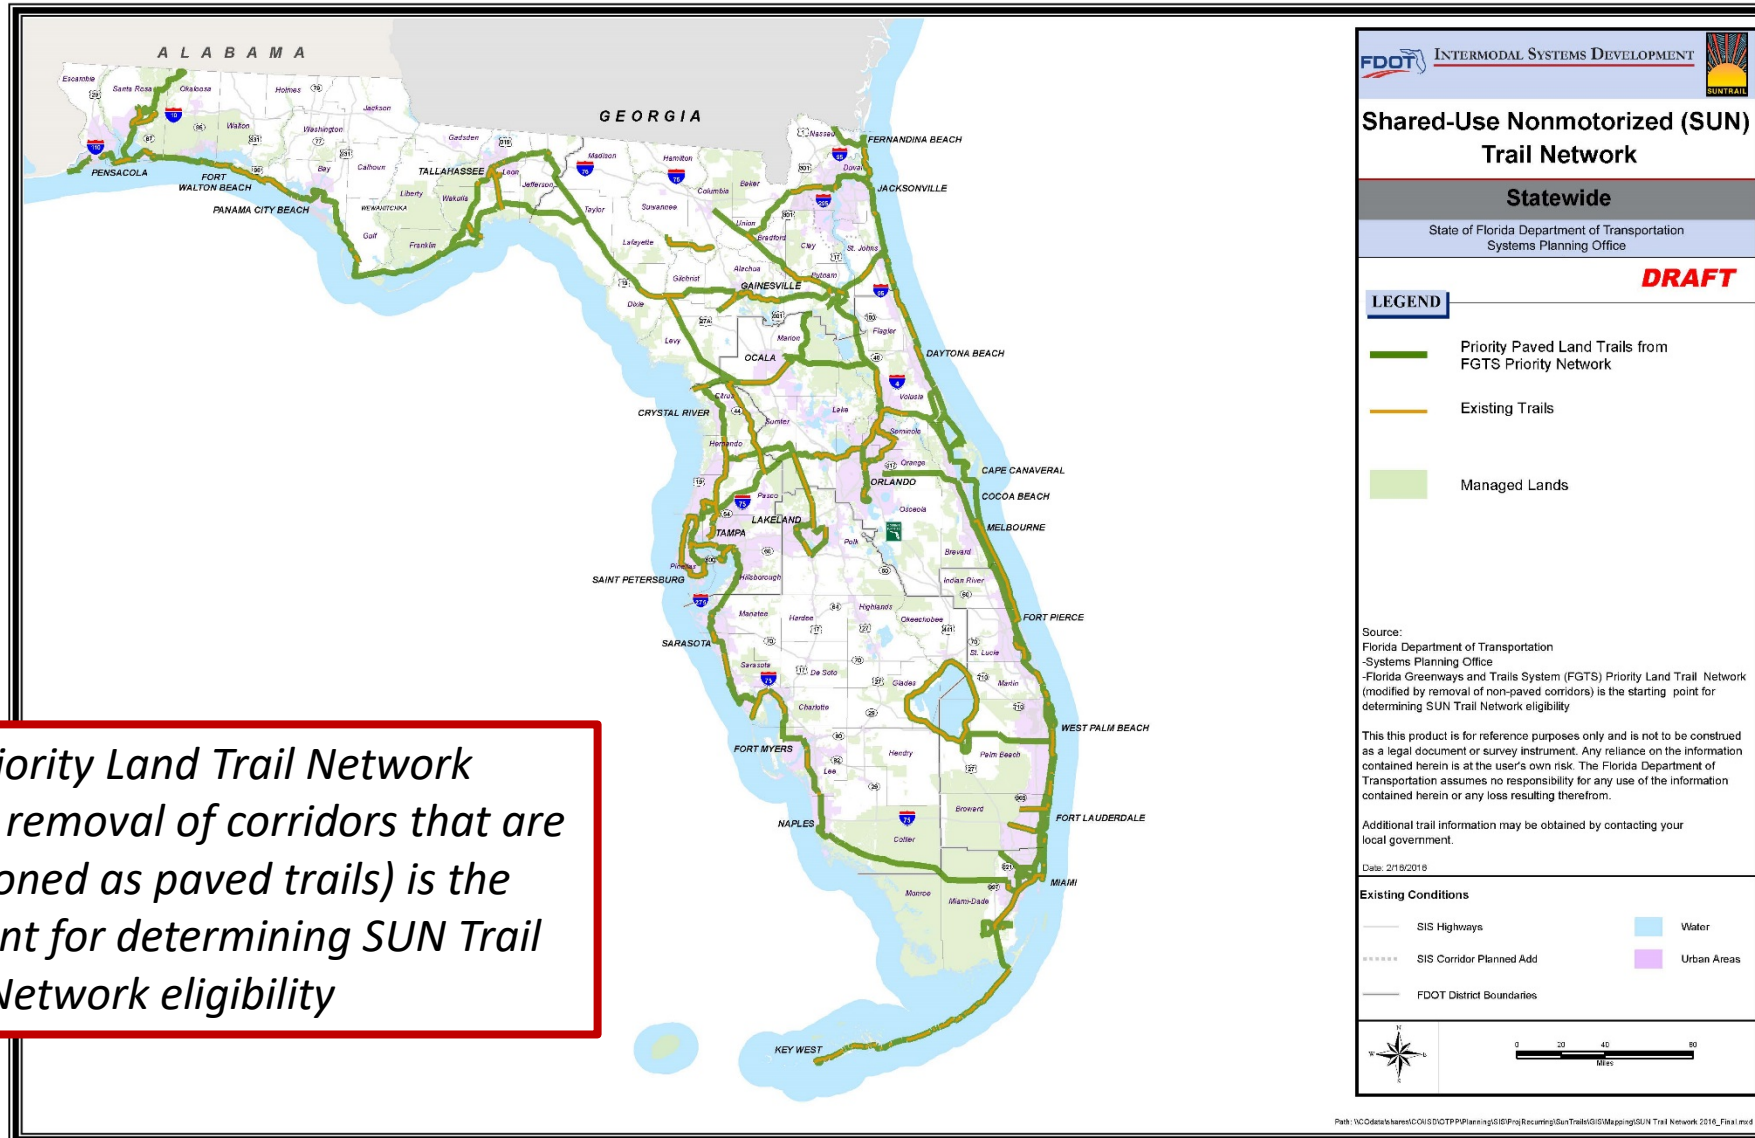 ALABAMA
GEORGIA
Escambia
Santa Rosa
Okaloosa
Holmes
Jackson
Walton
Washington
Gadsden
Bay
Calhoun
Liberty
Wakulla
Leon
Jefferson
Madison
Hamilton
Gulf
Franklin
WEWAHITCHKA
PENSACOLA
FORT
WALTON BEACH
PANAMA CITY BEACH
TALLAHASSEE
Taylor
Suwannee
Columbia
Baker
Nassau
Duval
FERNANDINA BEACH
JACKSONVILLE
Lafayette
Union
Bradford
Clay
St. Johns
Gilchrist
Alachua
Putnam
GAINESVILLE
Dixie
Levy
Marion
Flagler
OCALA
DAYTONA BEACH
Volusia
CRYSTAL RIVER
Citrus
Sumter
Lake
Seminole
Hernando
Orange
ORLANDO
CAPE CANAVERAL
COCOA BEACH
Pasco
Osceola
MELBOURNE
LAKELAND
TAMPA
Polk
Brevard
Pinellas
SAINT PETERSBURG
Hillsborough
Indian River
Manatee
Hardee
Highlands
Okeechobee
FORT PIERCE
SARASOTA
St. Lucie
Sarasota
De Soto
Glades
Martin
Charlotte
WEST PALM BEACH
FORT MYERS
Hendry
Palm Beach
Lee
Broward
FORT LAUDERDALE
NAPLES
Collier
Monroe
Miami-Dade
MIAMI
KEY WEST
iority Land Trail Network
removal of corridors that are
oned as paved trails) is the
nt for determining SUN Trail
Network eligibility
FDOT INTERMODAL SYSTEMS DEVELOPMENT
SUNTRAIL
Shared-Use Nonmotorized (SUN)
Trail Network
Statewide
State of Florida Department of Transportation
Systems Planning Office
DRAFT
LEGEND
Priority Paved Land Trails from
FGTS Priority Network
Existing Trails
Managed Lands
Source:
Florida Department of Transportation
-Systems Planning Office
-Florida Greenways and Trails System (FGTS) Priority Land Trail Network
(modified by removal of non-paved corridors) is the starting point for
determining SUN Trail Network eligibility
This this product is for reference purposes only and is not to be construed
as a legal document or survey instrument. Any reliance on the information
contained herein is at the user's own risk. The Florida Department of
Transportation assumes no responsibility for any use of the information
contained herein or any loss resulting therefrom.
Additional trail information may be obtained by contacting your
local government.
Date: 2/16/2016
Existing Conditions
SIS Highways
Water
SIS Corridor Planned Add
Urban Areas
FDOT District Boundaries
N
W E
S
0 20 40 80
Miles